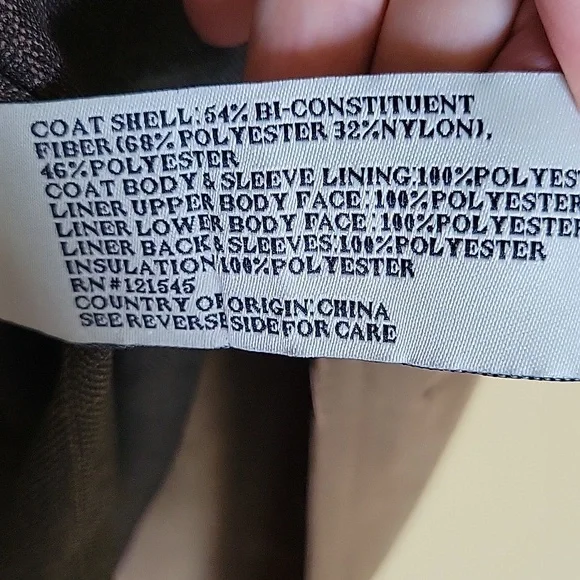 COAT SHELL: 54% BI-CONSTITUENT
FIBER (68% POLYESTER 32%NYLON),
46%POLYESTER
COAT BODY & SLEEVE LINING:100%POLYES
LINER UPPER BODY FACE: 100%POLYESTER
LINER LOWER BODY FACE: 100%POLYESTER
LINER BACK& SLEEVES:100%POLYESTER
INSULATION 100%POLYESTER
RN#121545
COUNTRY OF ORIGIN: CHINA
SEE REVERSE SIDE FOR CARE